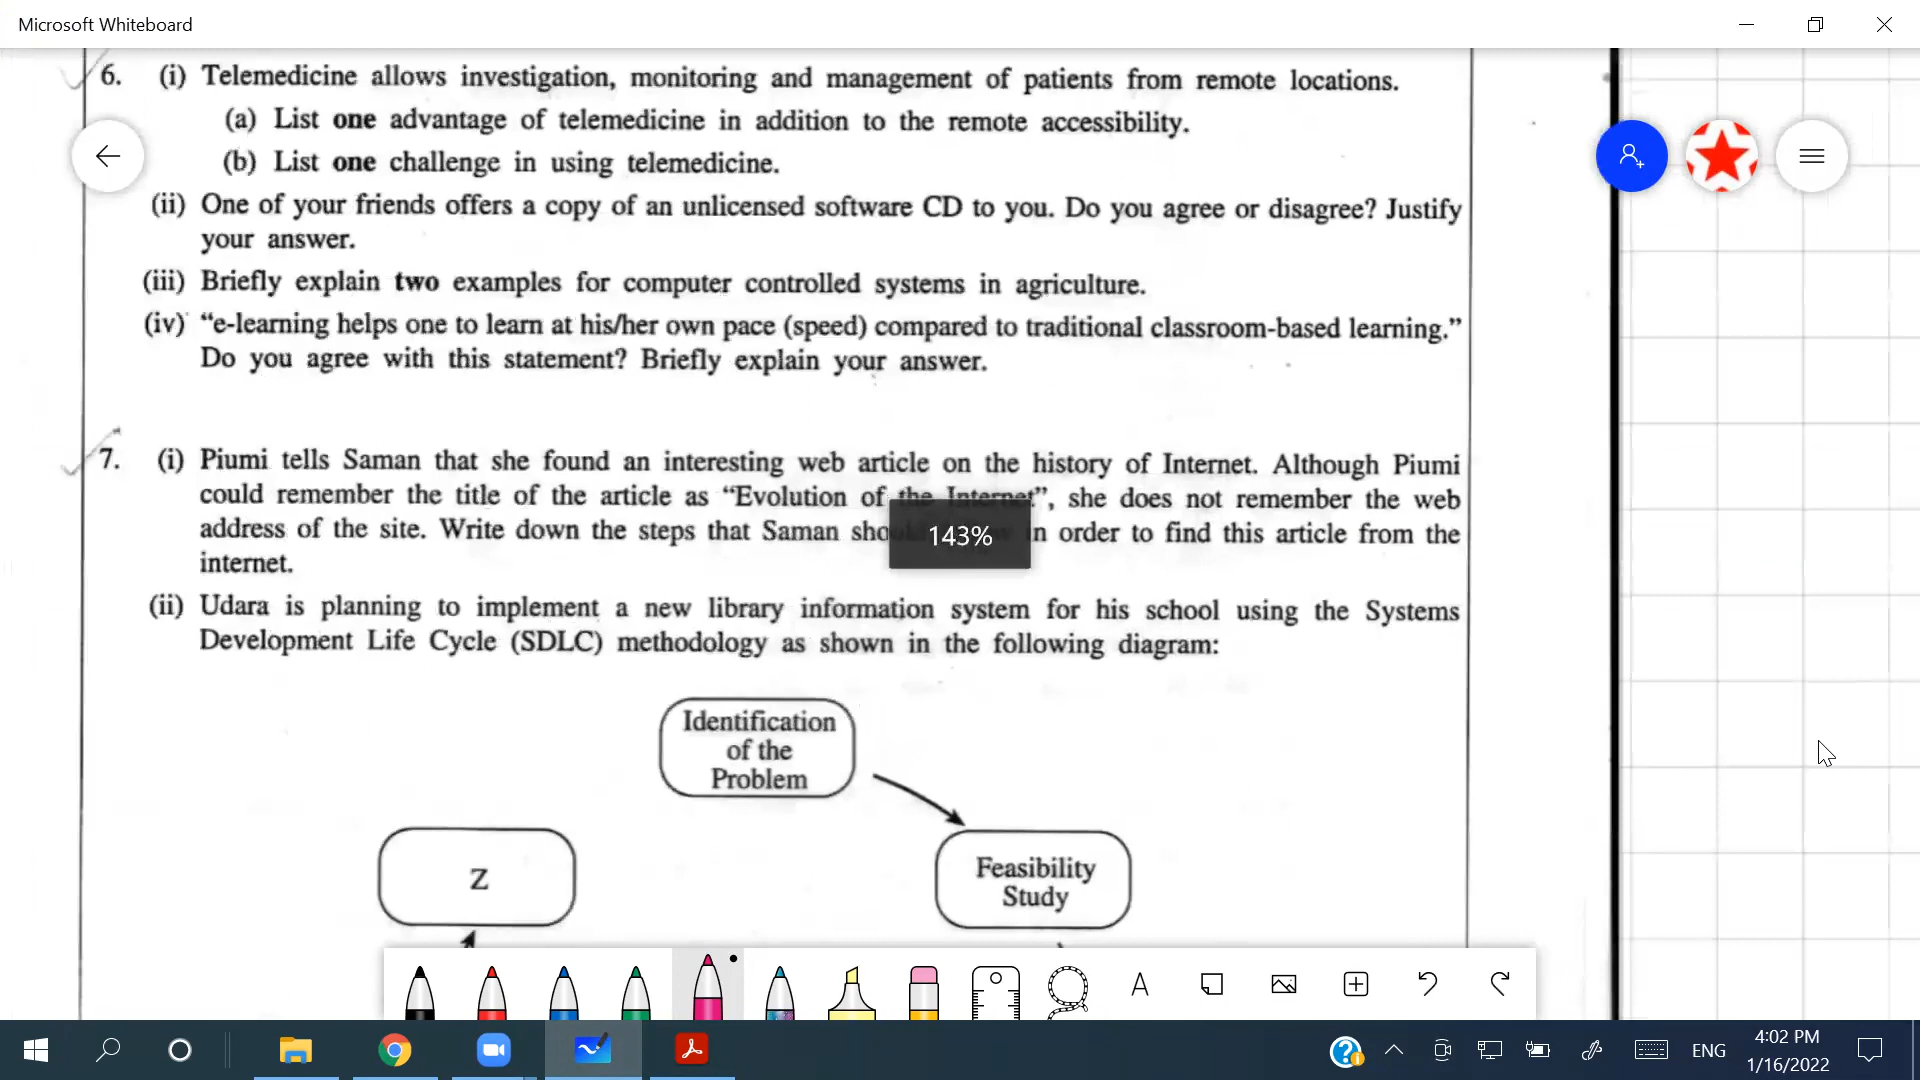 Microsoft Whiteboard
6. (i) Telemedicine allows investigation, monitoring and management of patients from remote locations.
(a) List one advantage of telemedicine in addition to the remote accessibility.
(b) List one challenge in using telemedicine.
(ii) One of your friends offers a copy of an unlicensed software CD to you. Do you agree or disagree? Justify
your answer.
(iii) Briefly explain two examples for computer controlled systems in agriculture.
(iv) “e-learning helps one to learn at his/her own pace (speed) compared to traditional classroom-based learning.”
Do you agree with this statement? Briefly explain your answer.
7. (i) Piumi tells Saman that she found an interesting web article on the history of Internet. Although Piumi
could remember the title of the article as “Evolution of the Internet”, she does not remember the web
address of the site. Write down the steps that Saman in order to find this article from the
143%
internet.
(ii) Udara is planning to implement a new library information system for his school using the Systems
Development Life Cycle (SDLC) methodology as shown in the following diagram:
Identification
of the
Problem
Z
Feasibility
Study
A
ENG
4:02 PM
1/16/2022